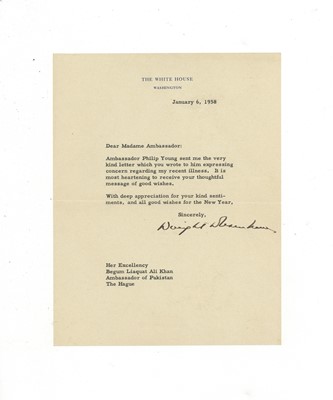 THE WHITE HOUSE
WASHINGTON
January 6, 1958
Dear Madame Ambassador:
Ambassador Philip Young sent me the very
kind letter which you wrote to him expressing
concern regarding my recent illness. It is
most heartening to receive your thoughtful
message of good wishes.
With deep appreciation for your kind senti-
ments, and all good wishes for the New Year,
Sincerely,
Dwight D Eisenhower
Her Excellency
Begum Liaquat Ali Khan
Ambassador of Pakistan
The Hague